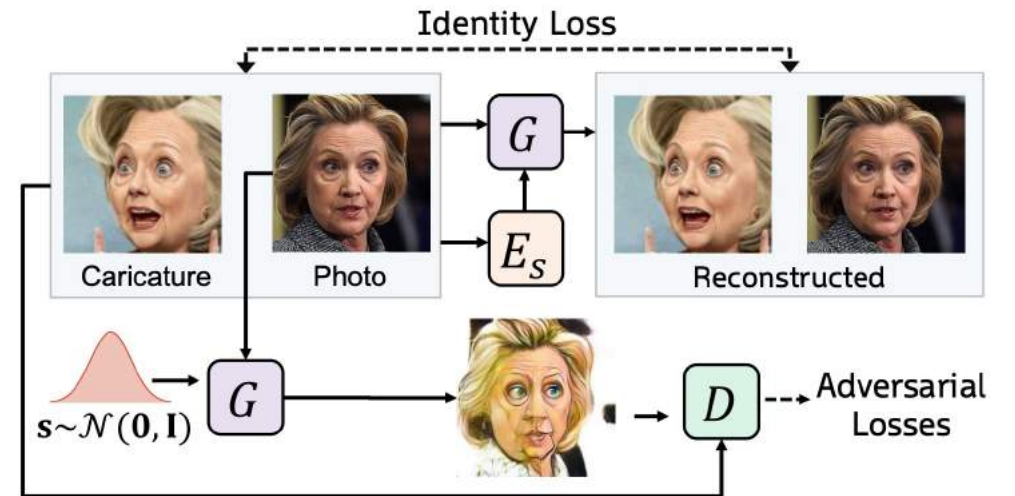 Identity Loss
G
E_s
Caricature
Photo
Reconstructed
s~𝒩(0, I)
G
D
Adversarial
Losses